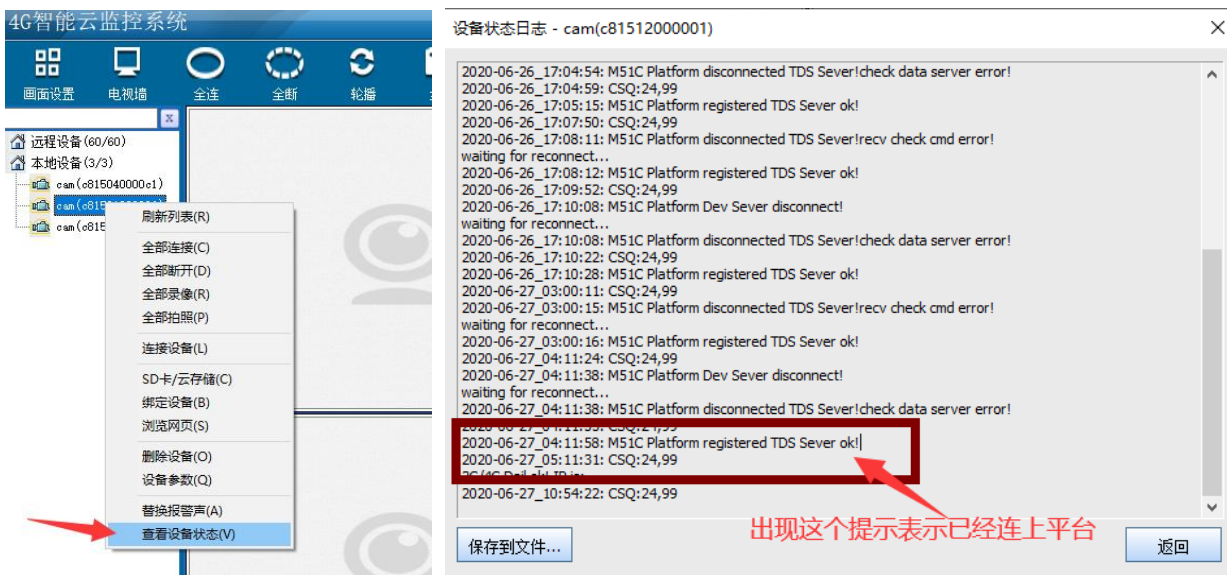 4G智能云监控系统
画面设置 电视墙 全连 全断 轮播
远程设备(60/60)
本地设备(3/3)
cam(c815040000c1)
cam(c815
cam(c815
刷新列表(R)
全部连接(C)
全部断开(D)
全部录像(R)
全部拍照(P)
连接设备(L)
SD卡/云存储(C)
绑定设备(B)
浏览网页(S)
删除设备(O)
设备参数(Q)
替换报警声(A)
查看设备状态(V)
设备状态日志 - cam(c81512000001)
2020-06-26_17:04:54: M51C Platform disconnected TDS Sever!check data server error!
2020-06-26_17:04:59: CSQ:24,99
2020-06-26_17:05:15: M51C Platform registered TDS Sever ok!
2020-06-26_17:07:50: CSQ:24,99
2020-06-26_17:08:11: M51C Platform disconnected TDS Sever!recv check cmd error!
waiting for reconnect...
2020-06-26_17:08:12: M51C Platform registered TDS Sever ok!
2020-06-26_17:09:52: CSQ:24,99
2020-06-26_17:10:08: M51C Platform Dev Sever disconnect!
waiting for reconnect...
2020-06-26_17:10:08: M51C Platform disconnected TDS Sever!check data server error!
2020-06-26_17:10:22: CSQ:24,99
2020-06-26_17:10:28: M51C Platform registered TDS Sever ok!
2020-06-27_03:00:11: CSQ:24,99
2020-06-27_03:00:15: M51C Platform disconnected TDS Sever!recv check cmd error!
waiting for reconnect...
2020-06-27_03:00:16: M51C Platform registered TDS Sever ok!
2020-06-27_04:11:24: CSQ:24,99
2020-06-27_04:11:38: M51C Platform Dev Sever disconnect!
waiting for reconnect...
2020-06-27_04:11:38: M51C Platform disconnected TDS Sever!check data server error!
2020-06-27_04:11:58: M51C Platform registered TDS Sever ok!
2020-06-27_05:11:31: CSQ:24,99
2020-06-27_10:54:22: CSQ:24,99
出现这个提示表示已经连上平台
保存到文件... 返回